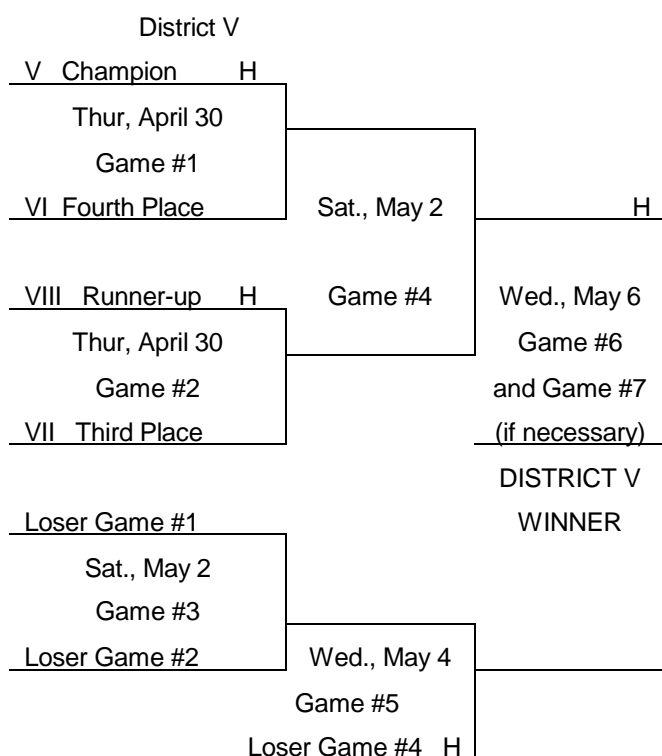 District V
V Champion H
Thur, April 30
Game #1
VI Fourth Place
Sat., May 2
H
VIII Runner-up H
Game #4
Wed., May 6
Thur, April 30
Game #6
Game #2
and Game #7
VII Third Place
(if necessary)
DISTRICT V
Loser Game #1
WINNER
Sat., May 2
Game #3
Loser Game #2
Wed., May 4
Game #5
Loser Game #4 H